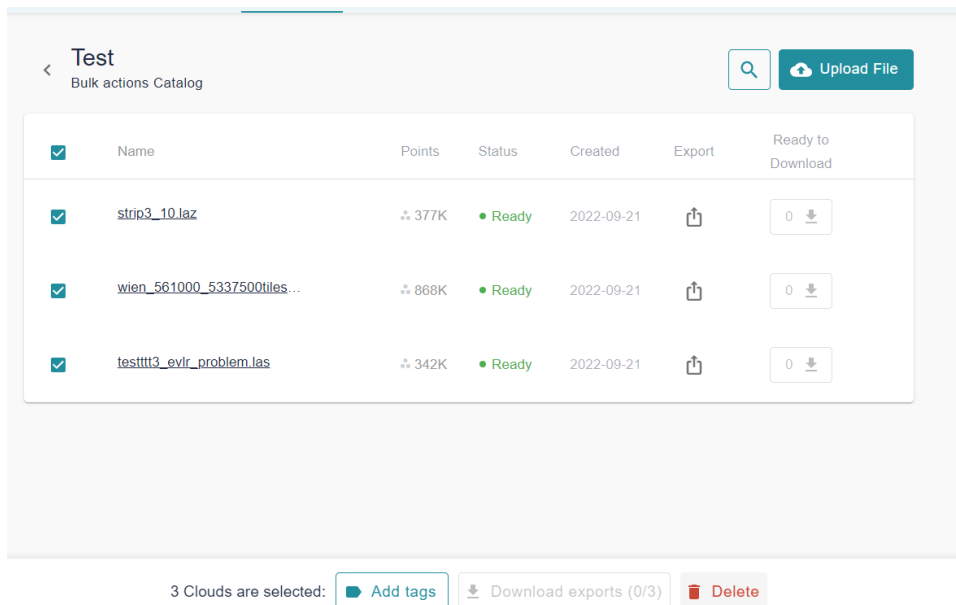 Test
Bulk actions Catalog
Upload File
Name
Points
Status
Created
Export
Ready to
Download
strip3_10.laz
377K
Ready
2022-09-21
0
wien_561000_5337500tiles...
868K
Ready
2022-09-21
0
testttt3_evlr_problem.las
342K
Ready
2022-09-21
0
3 Clouds are selected:
Add tags
Download exports (0/3)
Delete